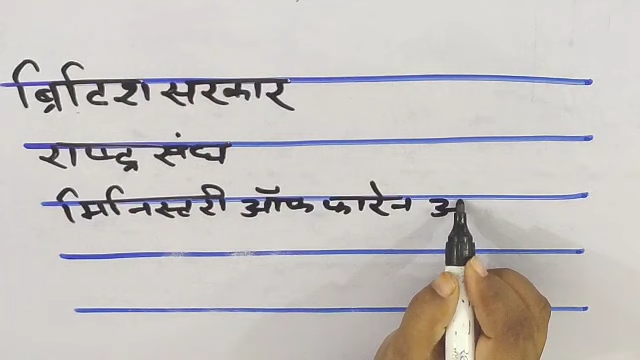 ब्रिटिश सरकार
राष्ट्र संघ
मिनिस्टरी ऑफ फारेन अ